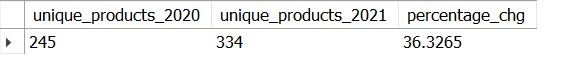 unique_products_2020 unique_products_2021 percentage_chg
245 334 36.3265